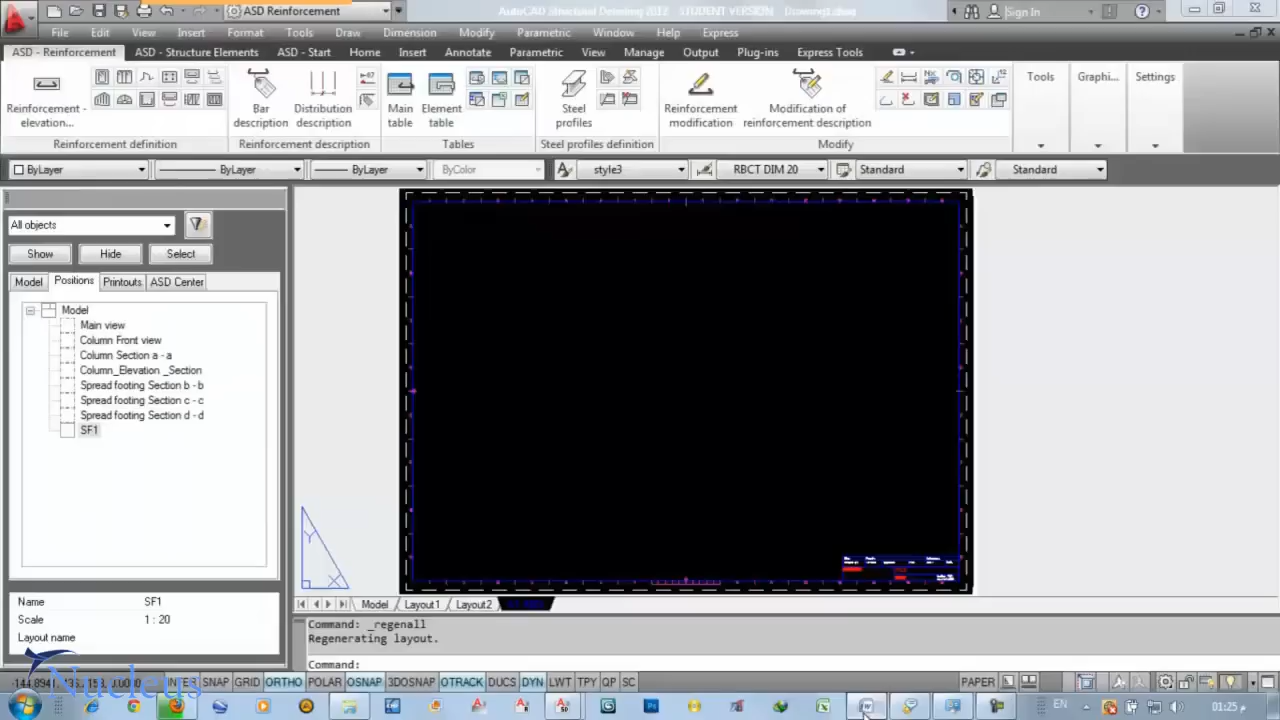 ASD Reinforcement
AutoCAD Structural Detailing 2012 STUDENT VERSION Drawing1.dwg
Sign In
File Edit View Insert Format Tools Draw Dimension Modify Parametric Window Help Express
ASD - Reinforcement ASD - Structure Elements ASD - Start Home Insert Annotate Parametric View Manage Output Plug-ins Express Tools
Reinforcement - elevation...
Bar description
Distribution description
Main table
Element table
Steel profiles
Reinforcement modification
Modification of reinforcement description
Tools
Graphi...
Settings
Reinforcement definition Reinforcement description Tables Steel profiles definition Modify
ByLayer ByLayer ByLayer ByColor style3 RBCT DIM 20 Standard Standard
All objects
Show Hide Select
Model Positions Printouts ASD Center
Model
Main view
Column Front view
Column Section a - a
Column_Elevation _Section
Spread footing Section b - b
Spread footing Section c - c
Spread footing Section d - d
SF1
Name SF1
Scale 1 : 20
Layout name
Model Layout1 Layout2
Command: _regenall
Regenerating layout.
Command:
INFER SNAP GRID ORTHO POLAR OSNAP 3DOSNAP OTRACK DUCS DYN LWT TPY QP SC PAPER
Nucleus
EN 01:25